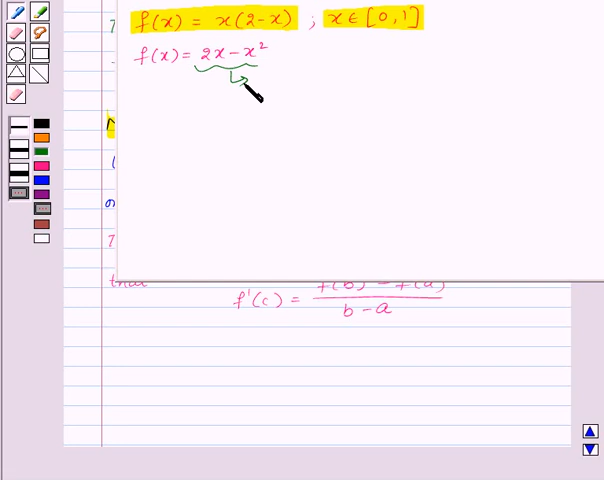 f(x) = x(2-x) ; x ∈ [0,1]
f(x) = 2x - x²
f'(c) = f(b) - f(a) / b - a